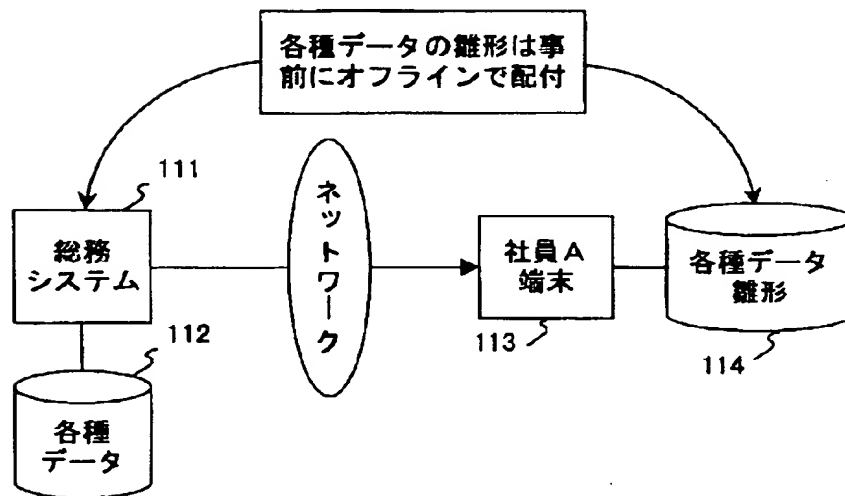 各種データの雛形は事
前にオフラインで配付
111
総務
システム
ネットワーク
社員A
端末
各種データ
雛形
113
114
112
各種
データ